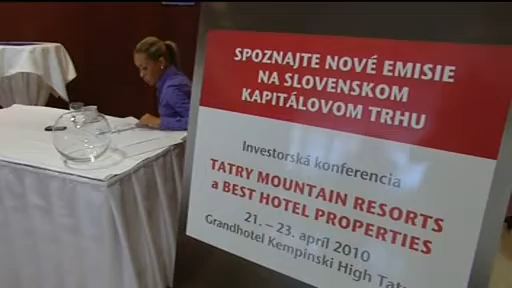 SPOZNAJTE NOVÉ EMISIE
NA SLOVENSKOM
KAPITÁLOVOM TRHU
Investorská konferencia
TATRY MOUNTAIN RESORTS
a BEST HOTEL PROPERTIES
21. – 23. apríl 2010
Grandhotel Kempinski High Tatr